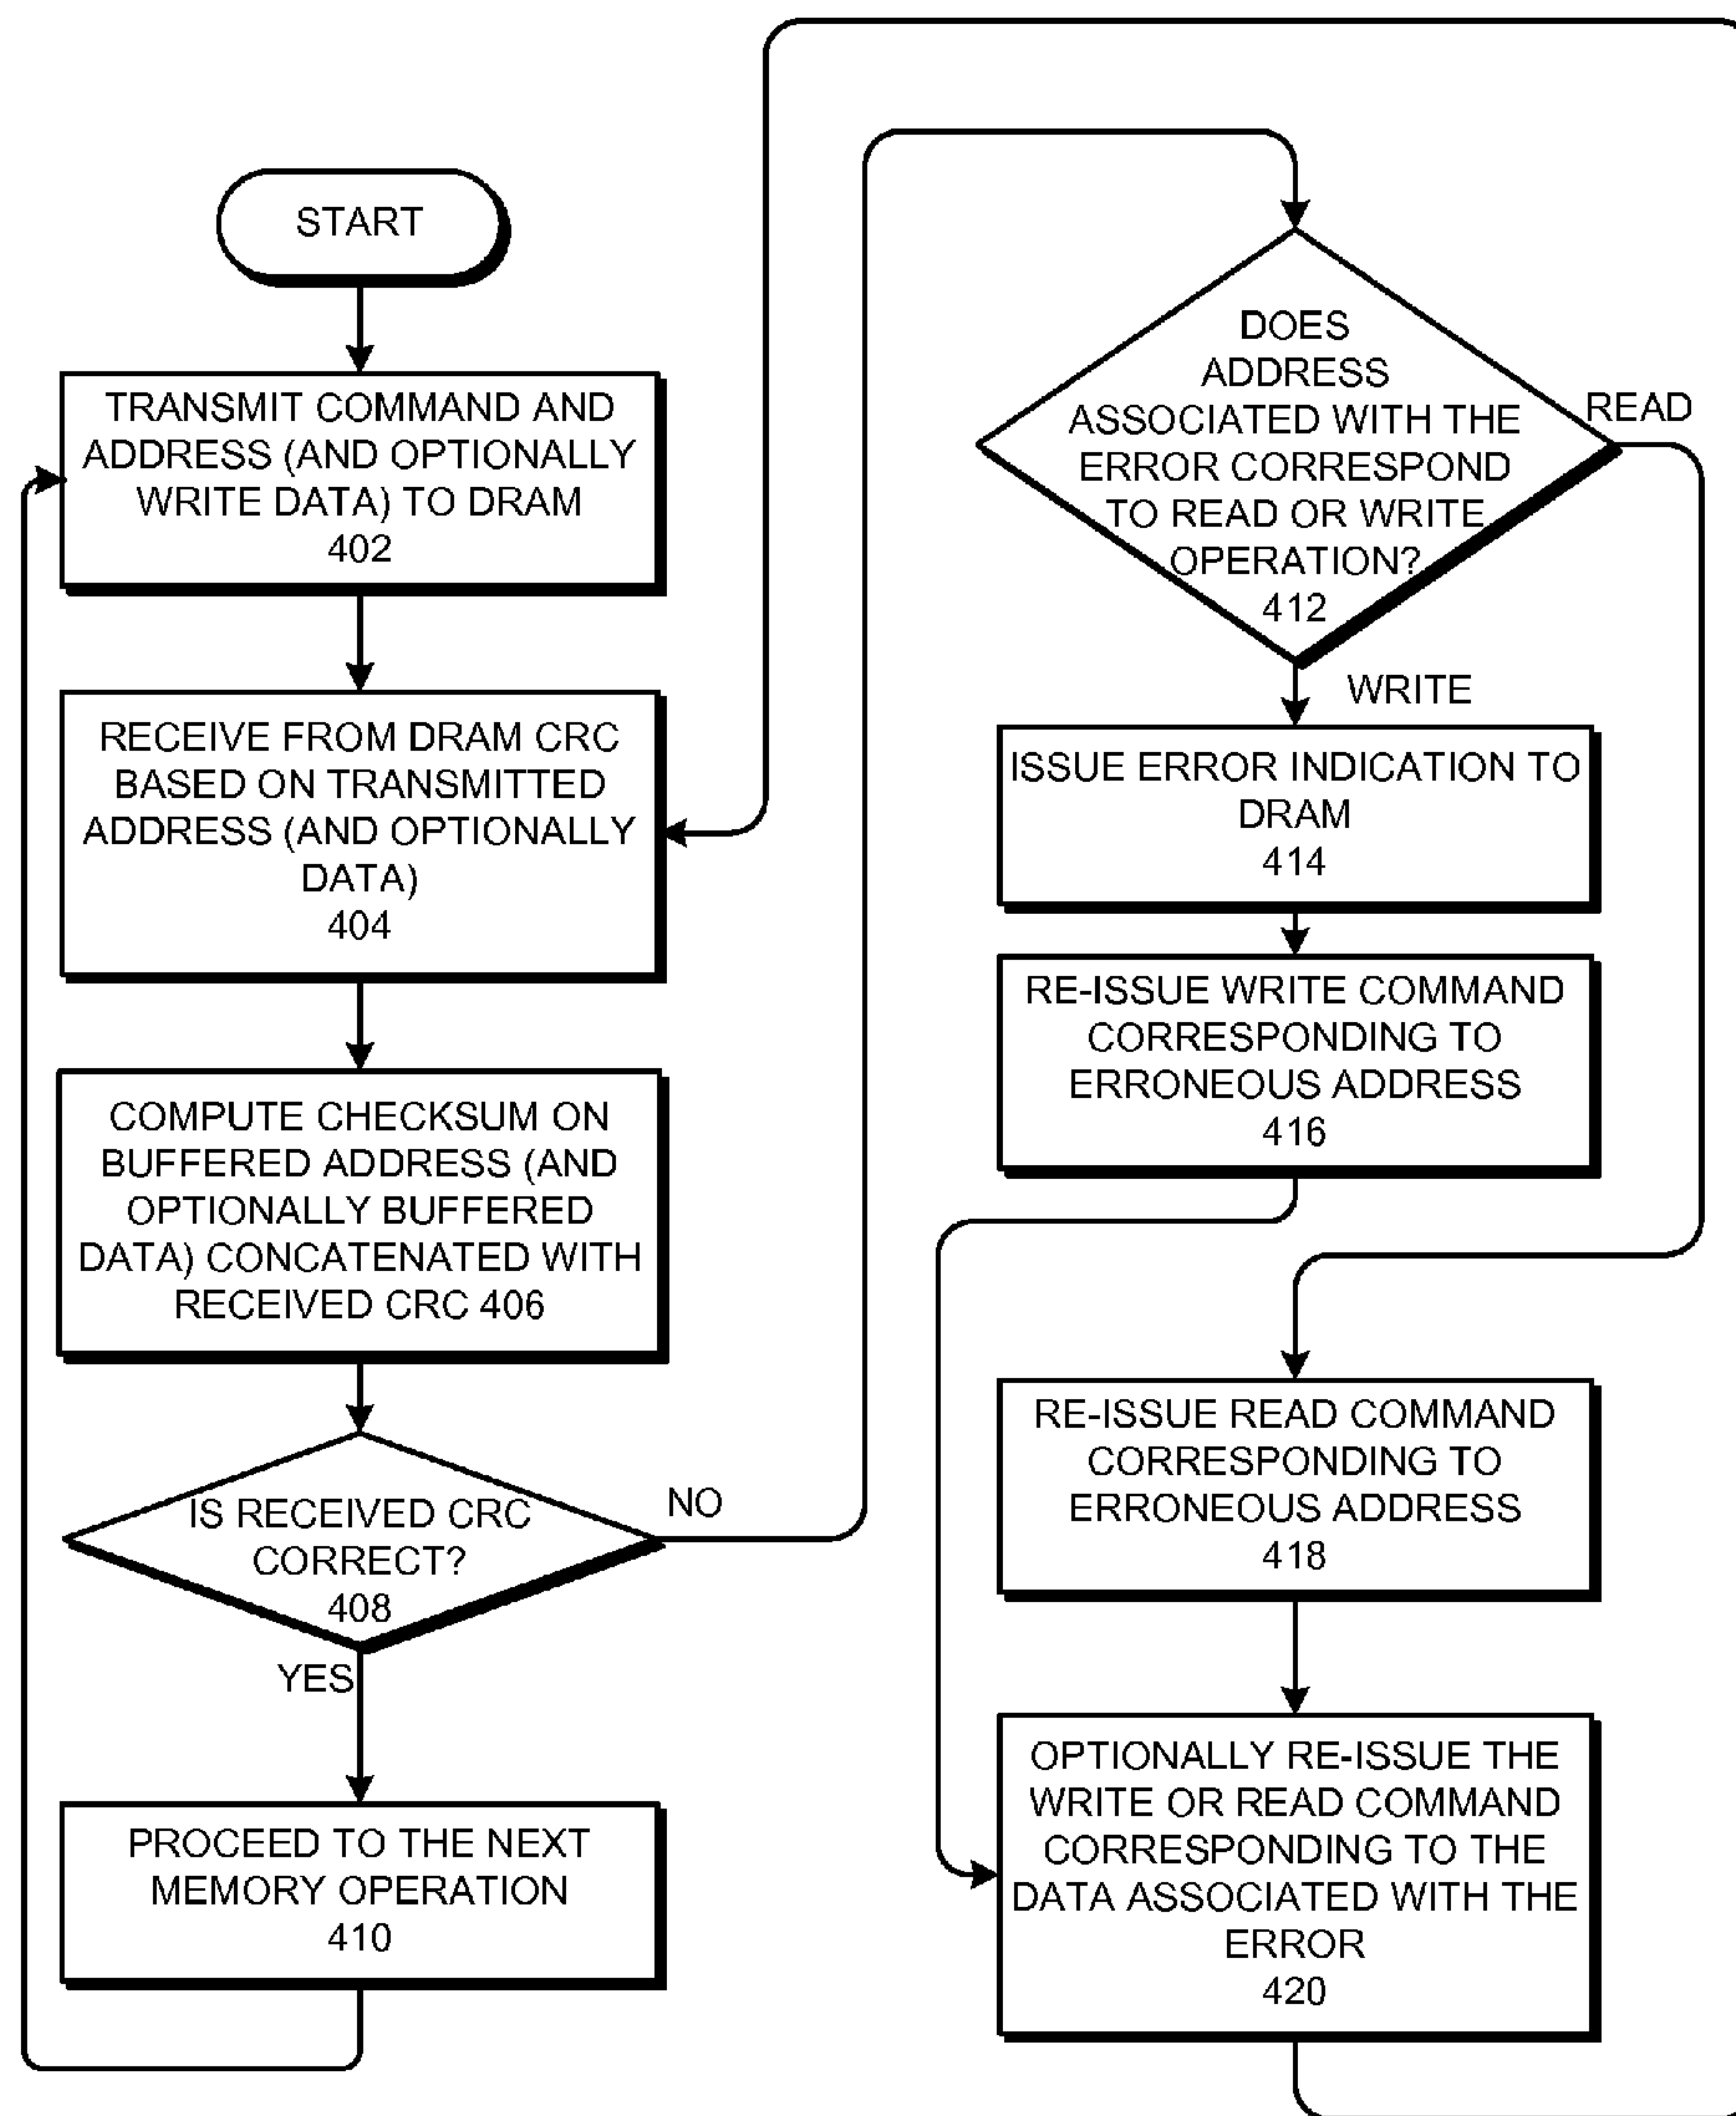 START
TRANSMIT COMMAND AND
ADDRESS (AND OPTIONALLY
WRITE DATA) TO DRAM
402
RECEIVE FROM DRAM CRC
BASED ON TRANSMITTED
ADDRESS (AND OPTIONALLY
DATA)
404
COMPUTE CHECKSUM ON
BUFFERED ADDRESS (AND
OPTIONALLY BUFFERED
DATA) CONCATENATED WITH
RECEIVED CRC 406
IS RECEIVED CRC
CORRECT?
408
NO
YES
PROCEED TO THE NEXT
MEMORY OPERATION
410
DOES
ADDRESS
ASSOCIATED WITH THE
ERROR CORRESPOND
TO READ OR WRITE
OPERATION?
412
READ
WRITE
ISSUE ERROR INDICATION TO
DRAM
414
RE-ISSUE WRITE COMMAND
CORRESPONDING TO
ERRONEOUS ADDRESS
416
RE-ISSUE READ COMMAND
CORRESPONDING TO
ERRONEOUS ADDRESS
418
OPTIONALLY RE-ISSUE THE
WRITE OR READ COMMAND
CORRESPONDING TO THE
DATA ASSOCIATED WITH THE
ERROR
420